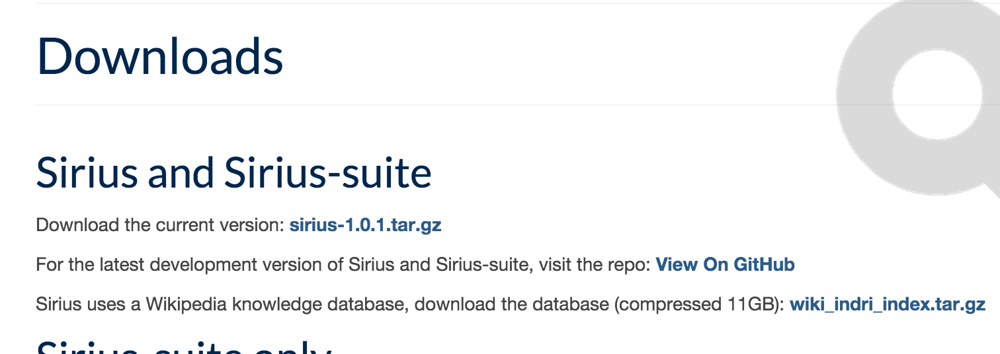 Downloads
Sirius and Sirius-suite
Download the current version: sirius-1.0.1.tar.gz
For the latest development version of Sirius and Sirius-suite, visit the repo: View On GitHub
Sirius uses a Wikipedia knowledge database, download the database (compressed 11GB): wiki_indri_index.tar.gz
Sirius-suite only